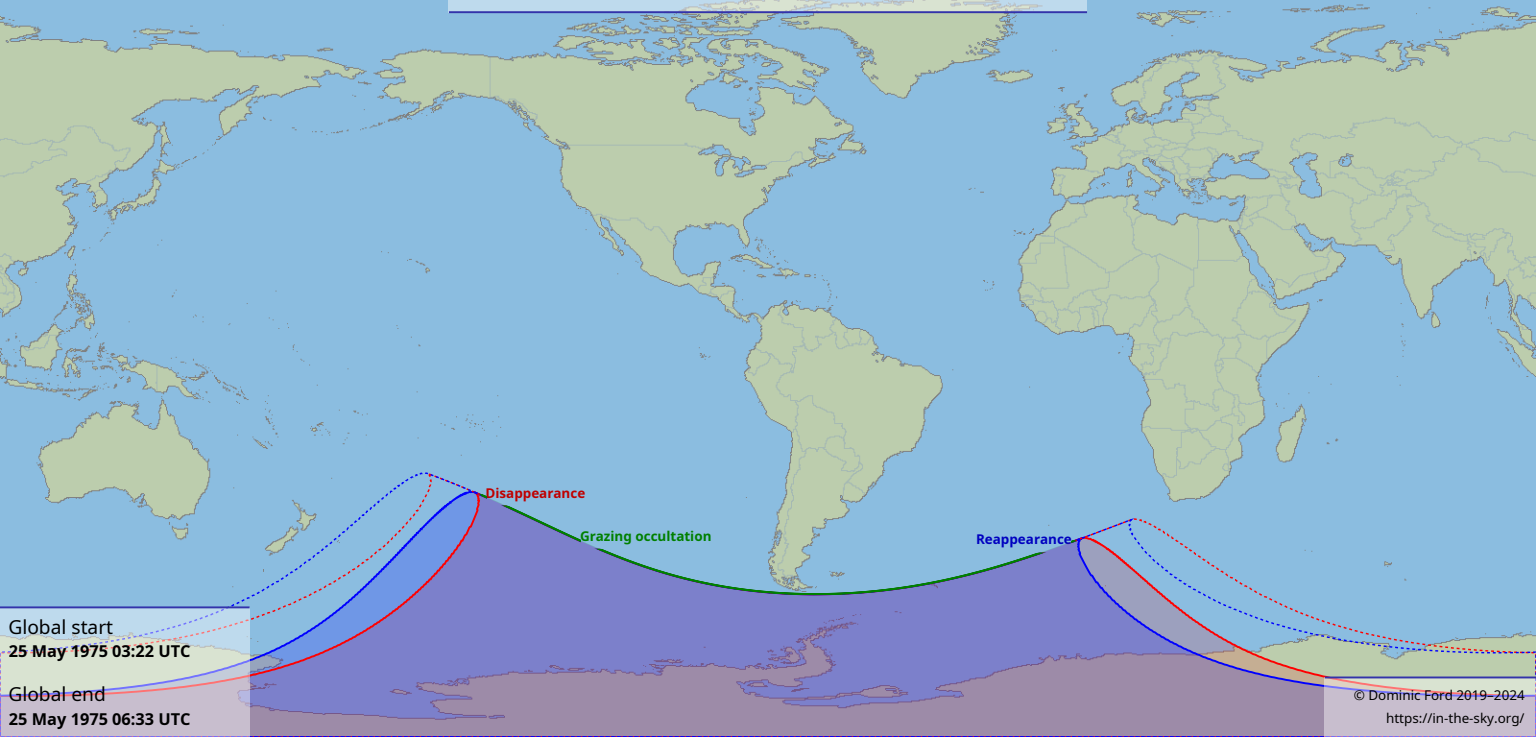 Disappearance
Grazing occultation
Reappearance
Global start
25 May 1975 03:22 UTC
Global end
25 May 1975 06:33 UTC
© Dominic Ford 2019–2024
https://in-the-sky.org/